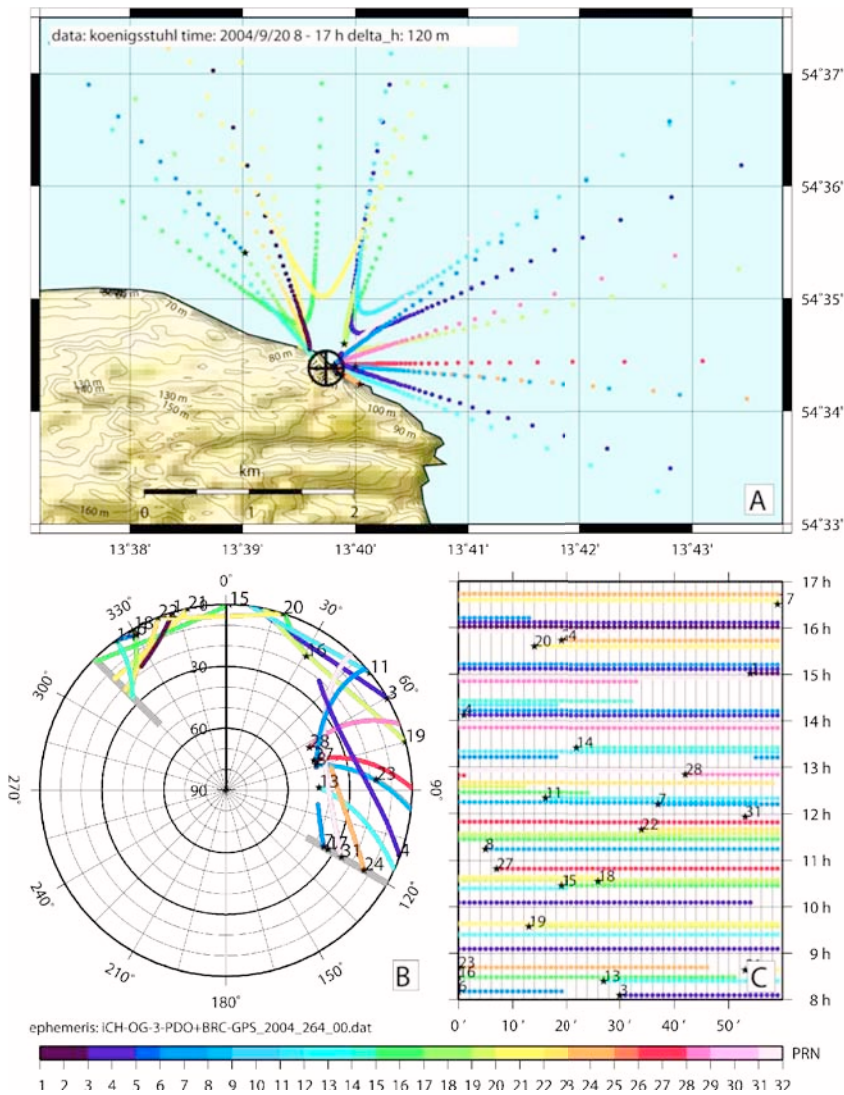 data: koenigsstuhl time: 2004/9/20 8 - 17 h delta_h: 120 m
54˚37'
54˚36'
54˚35'
54˚34'
54˚33'
70 m
80 m
130 m
140 m
130 m
150 m
100 m
90 m
160 m
km
0 1 2
A
13˚38' 13˚39' 13˚40' 13˚41' 13˚42' 13˚43'
0˚
30˚
60˚
90˚
120˚
150˚
180˚
210˚
240˚
270˚
300˚
330˚
30
60
90
15
20
16
11
3
19
28
23
13
4
31
24
22
18
B
17 h
16 h
15 h
14 h
13 h
12 h
11 h
10 h
9 h
8 h
20
4
14
28
11
7
31
22
8
27
15
18
19
23
16
6
13
3
C
0' 10' 20' 30' 40' 50'
ephemeris: iCH-OG-3-PDO+BRC-GPS_2004_264_00.dat
PRN
1 2 3 4 5 6 7 8 9 10 11 12 13 14 15 16 17 18 19 20 21 22 23 24 25 26 27 28 29 30 31 32